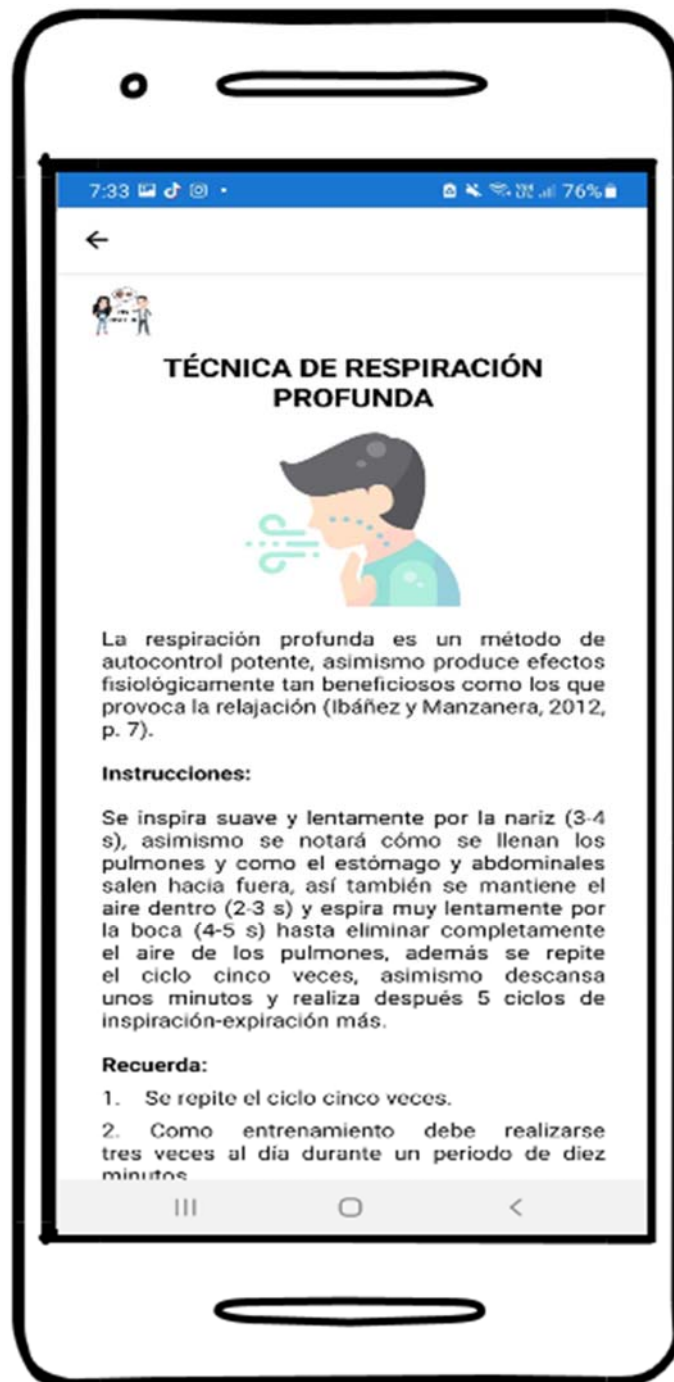 7:33
76%
TÉCNICA DE RESPIRACIÓN
PROFUNDA
La respiración profunda es un método de
autocontrol potente, asimismo produce efectos
fisiológicamente tan beneficiosos como los que
provoca la relajación (Ibáñez y Manzanera, 2012,
p. 7).
Instrucciones:
Se inspira suave y lentamente por la nariz (3-4
s), asimismo se notará cómo se llenan los
pulmones y como el estómago y abdominales
salen hacia fuera, así también se mantiene el
aire dentro (2-3 s) y espira muy lentamente por
la boca (4-5 s) hasta eliminar completamente
el aire de los pulmones, además se repite
el ciclo cinco veces, asimismo descansa
unos minutos y realiza después 5 ciclos de
inspiración-expiración más.
Recuerda:
1. Se repite el ciclo cinco veces.
2. Como entrenamiento debe realizarse
tres veces al día durante un periodo de diez
minutos